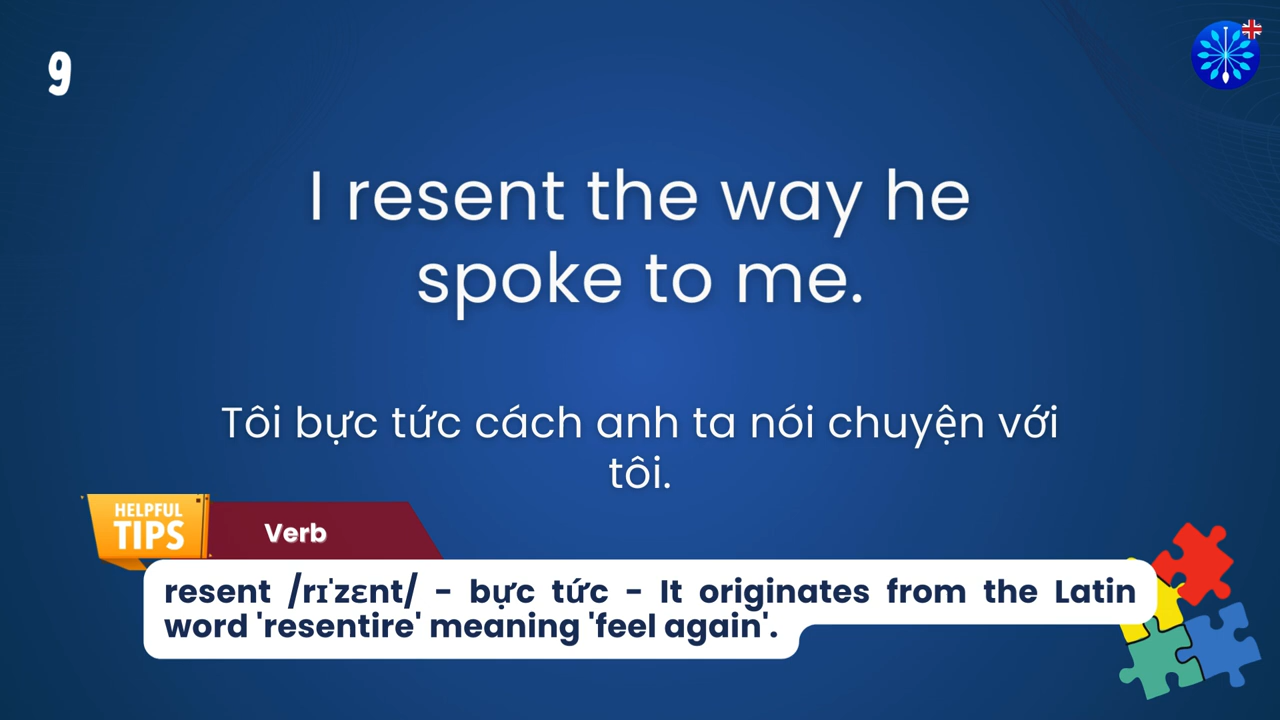 9
I resent the way he
spoke to me.
Tôi bực tức cách anh ta nói chuyện với
tôi.
HELPFUL
TIPS
Verb
resent /rɪˈzɛnt/ - bực tức - It originates from the Latin
word 'resentire' meaning 'feel again'.